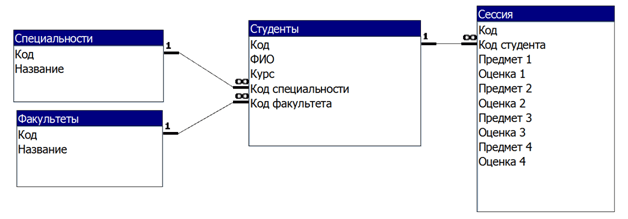 Специальности
Код
Название
Факультеты
Код
Название
Студенты
Код
ФИО
Курс
Код специальности
Код факультета
Сессия
Код
Код студента
Предмет 1
Оценка 1
Предмет 2
Оценка 2
Предмет 3
Оценка 3
Предмет 4
Оценка 4
1
∞
1
∞
1
∞